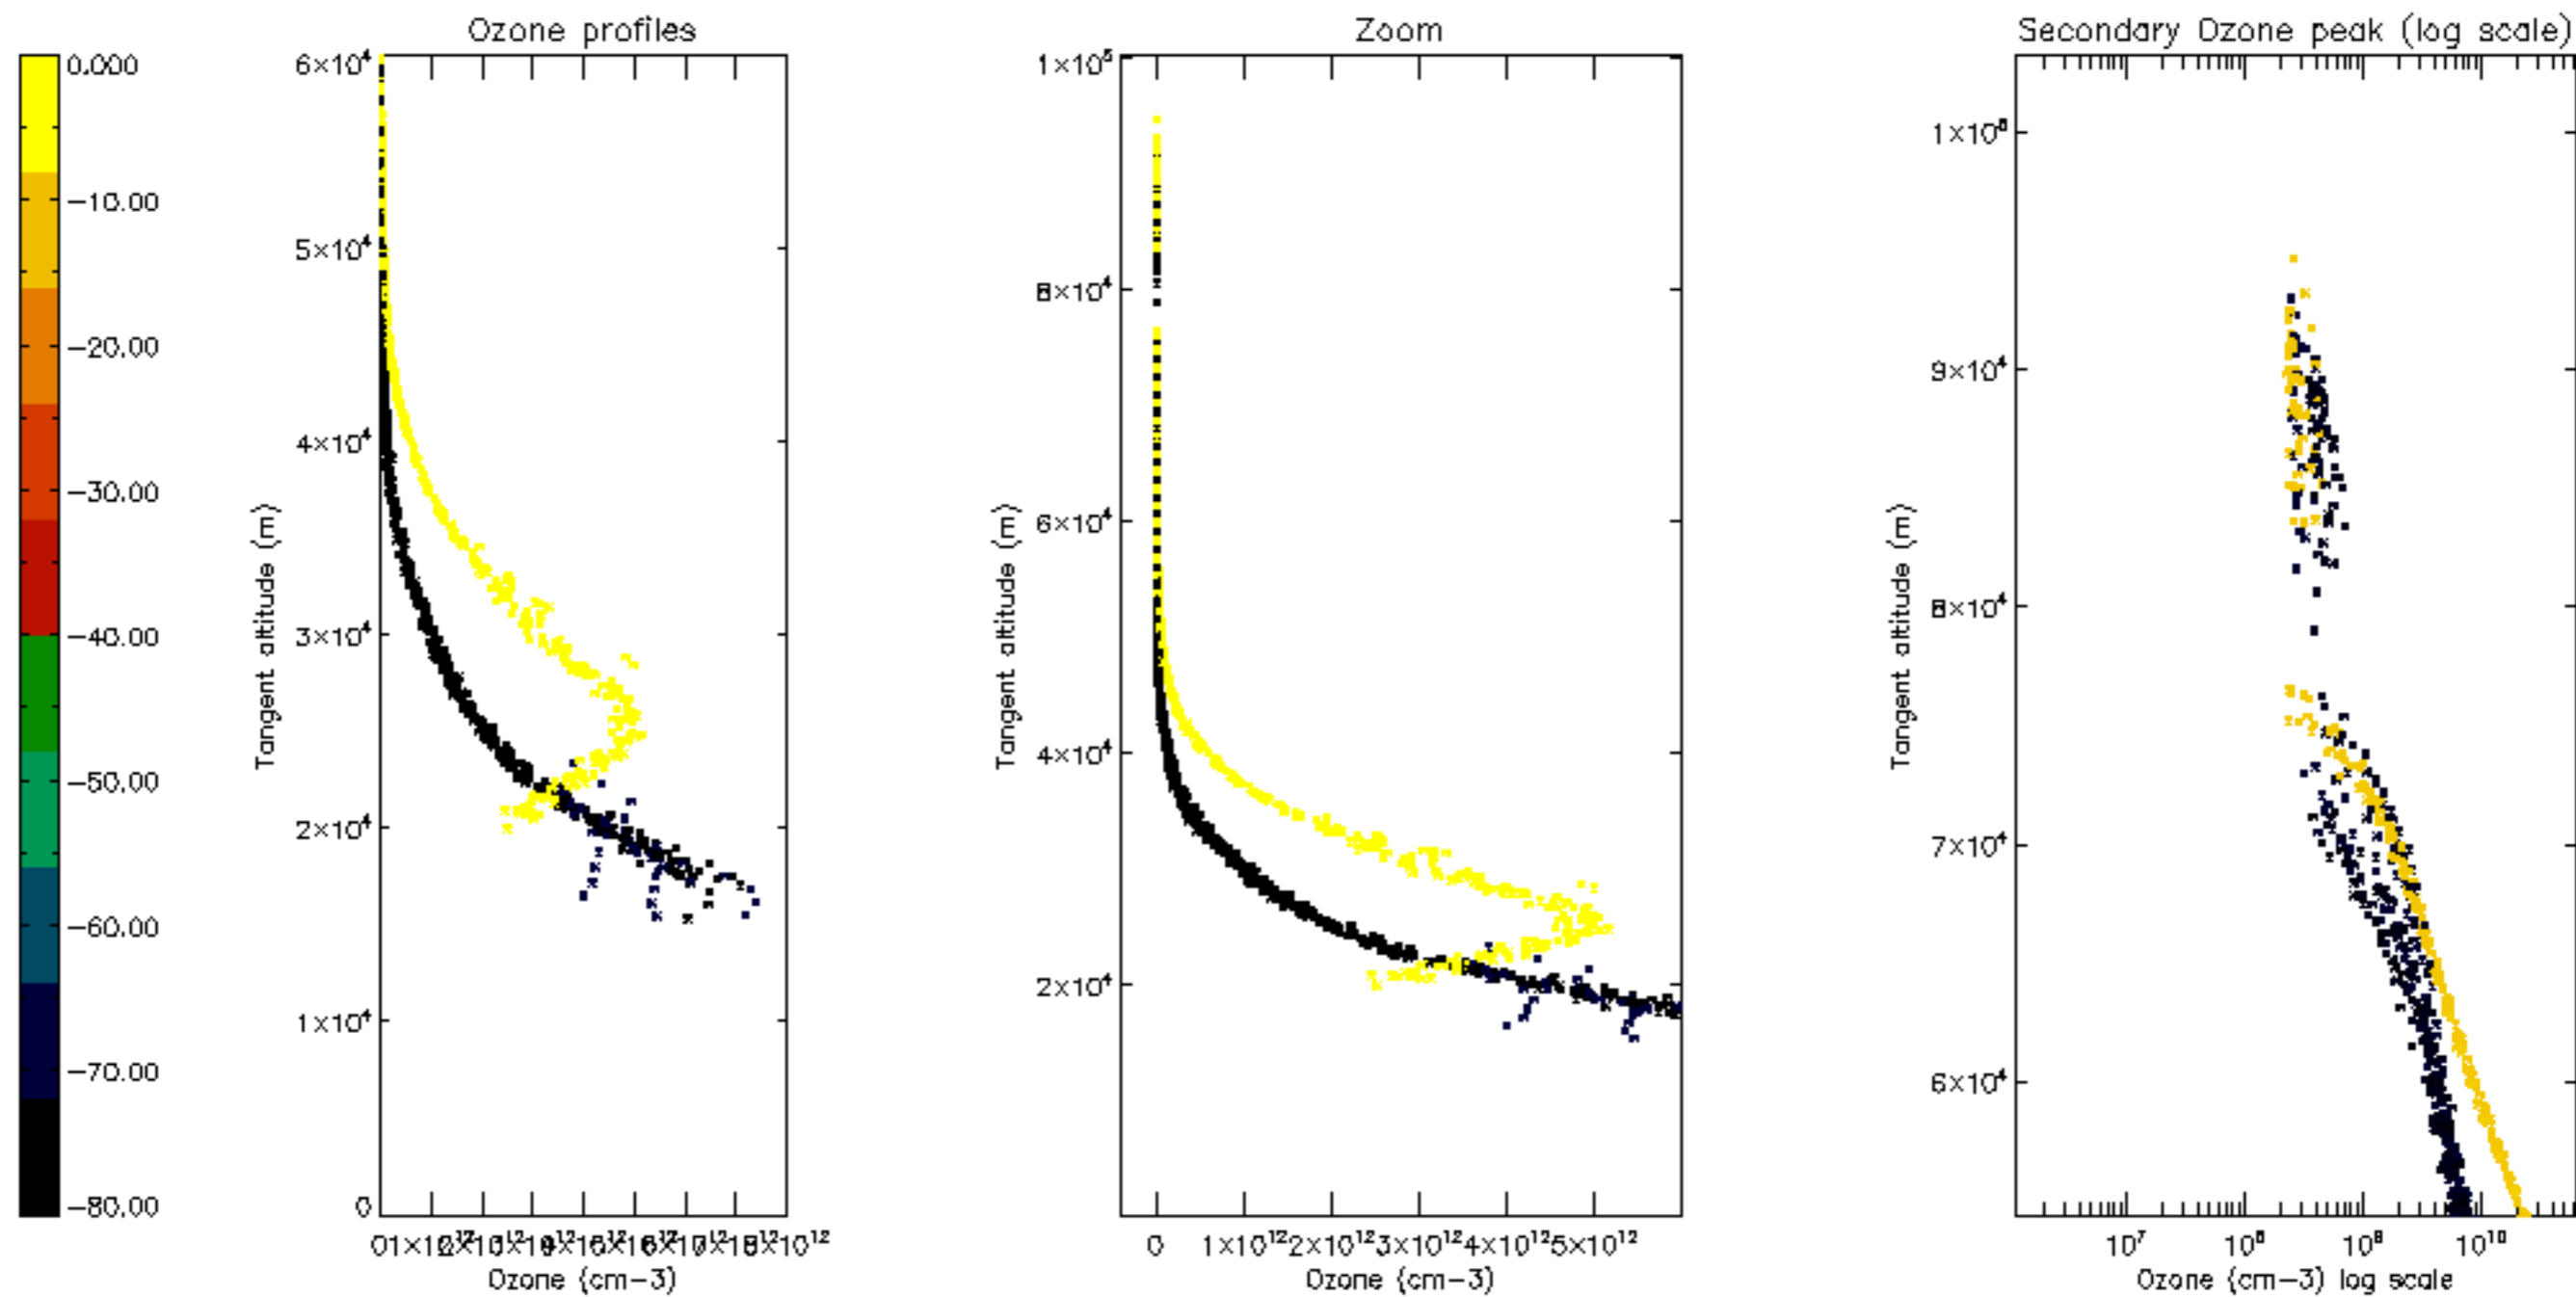 Ozone profiles
Zoom
Secondary Ozone peak (log scale)
0.000
-10.00
-20.00
-30.00
-40.00
-50.00
-60.00
-70.00
-80.00
Tangent altitude (m)
6×10⁴
5×10⁴
4×10⁴
3×10⁴
2×10⁴
1×10⁴
0
Ozone (cm-3)
Tangent altitude (m)
1×10⁵
8×10⁴
6×10⁴
4×10⁴
2×10⁴
0 1×10¹² 2×10¹² 3×10¹² 4×10¹² 5×10¹²
Ozone (cm-3)
Tangent altitude (m)
9×10⁴
8×10⁴
7×10⁴
6×10⁴
10⁷ 10⁸ 10⁹ 10¹⁰
Ozone (cm-3) log scale